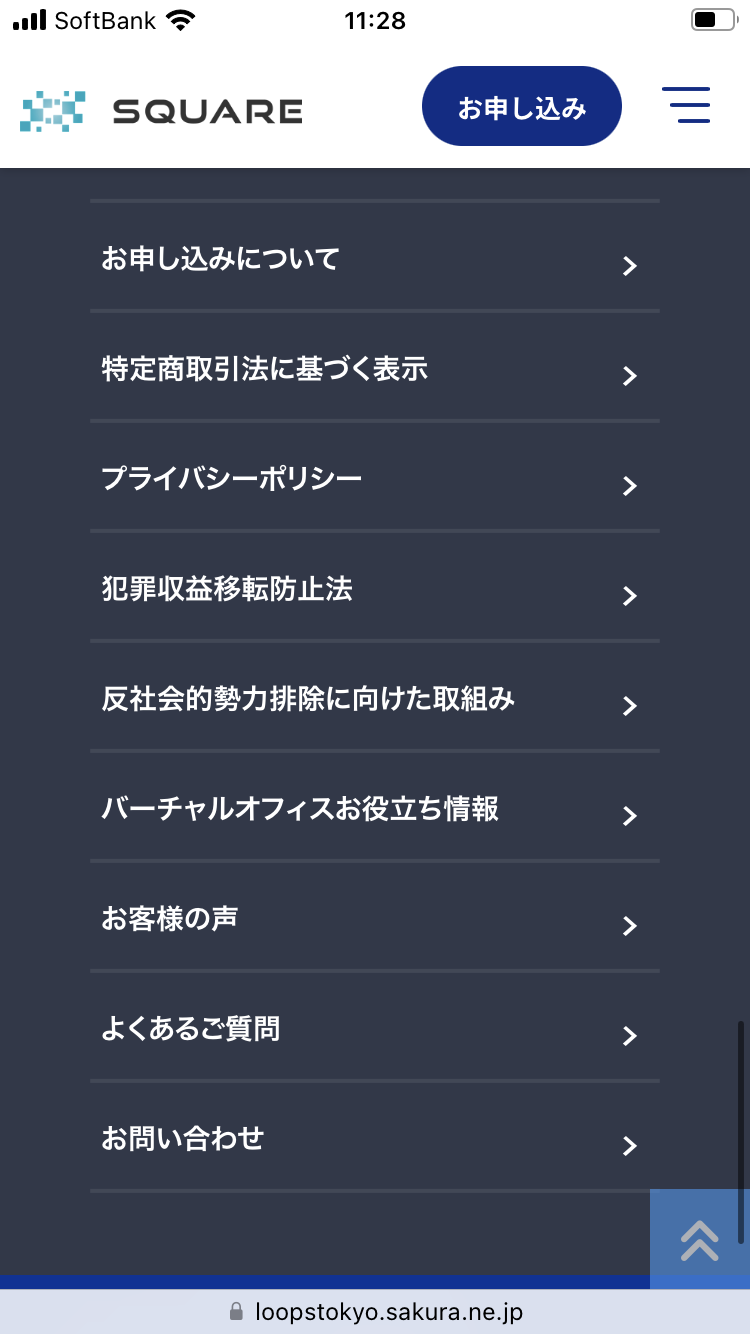 SoftBank 11:28
SQUARE お申し込み
お申し込みについて
特定商取引法に基づく表示
プライバシーポリシー
犯罪収益移転防止法
反社会的勢力排除に向けた取組み
バーチャルオフィスお役立ち情報
お客様の声
よくあるご質問
お問い合わせ
loopstokyo.sakura.ne.jp